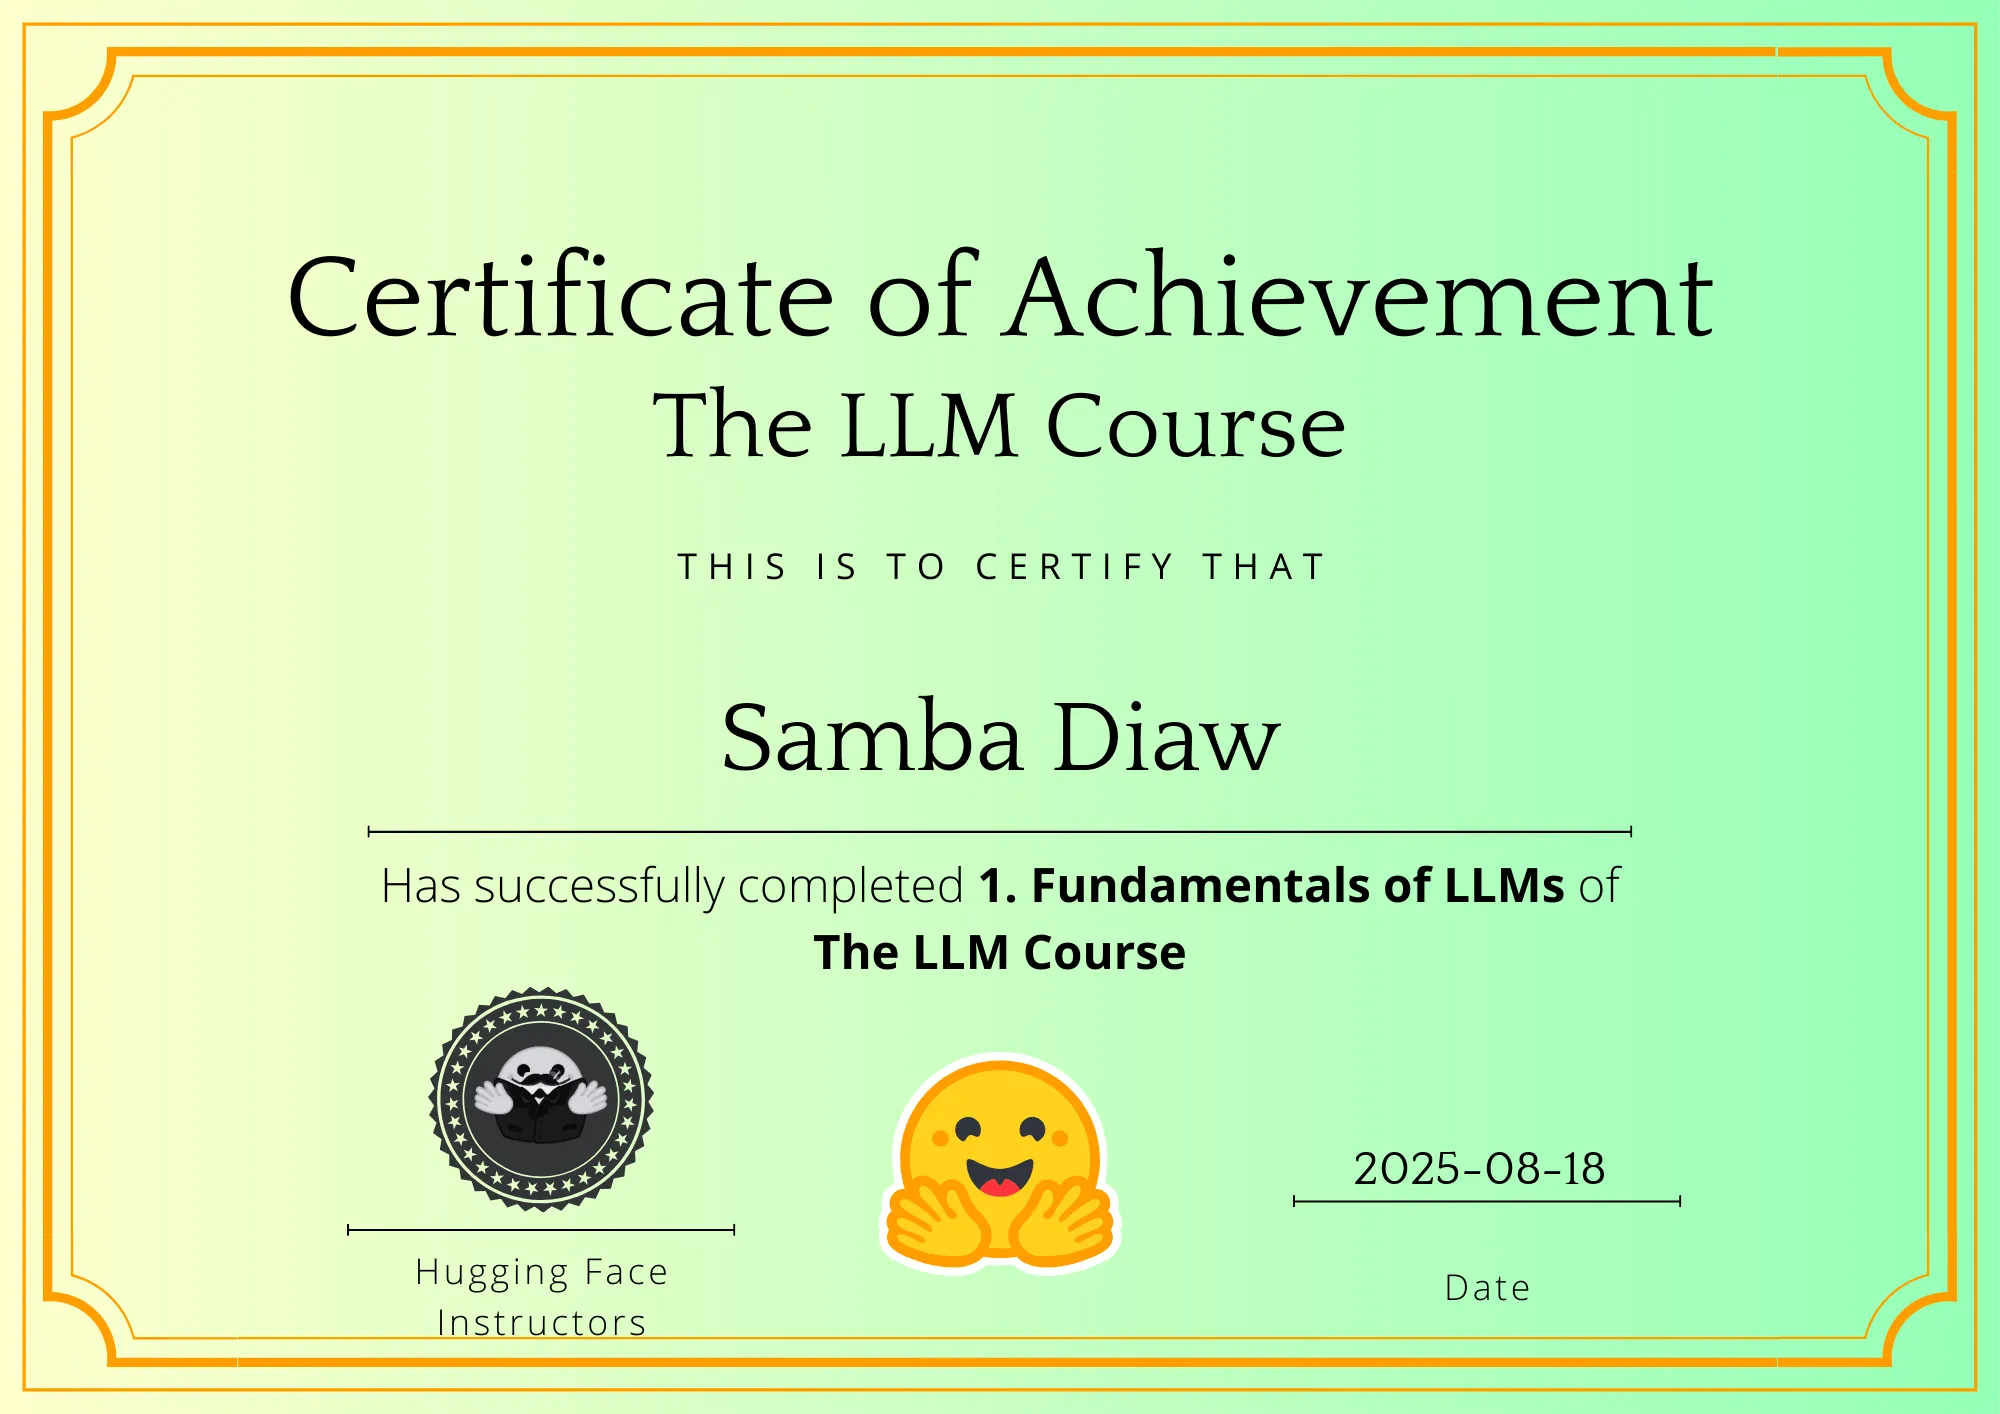 Certificate of Achievement
The LLM Course
THIS IS TO CERTIFY THAT
Samba Diaw
Has successfully completed 1. Fundamentals of LLMs of
The LLM Course
2025-08-18
Hugging Face
Instructors
Date